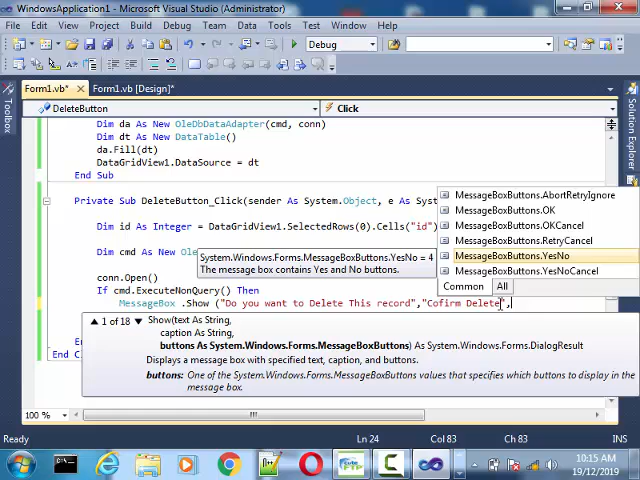 WindowsApplication1 - Microsoft Visual Studio (Administrator)
File Edit View Project Build Debug Team Data Tools Test Window Help
Debug
Form1.vb* Form1.vb [Design]*
DeleteButton Click
Toolbox
Solution Explorer
Dim da As New OleDbDataAdapter(cmd, conn)
Dim dt As New DataTable()
da.Fill(dt)
DataGridView1.DataSource = dt
End Sub
Private Sub DeleteButton_Click(sender As System.Object, e As Syst
MessageBoxButtons.AbortRetryIgnore
MessageBoxButtons.OK
MessageBoxButtons.OKCancel
MessageBoxButtons.RetryCancel
MessageBoxButtons.YesNo
MessageBoxButtons.YesNoCancel
Common All
Dim id As Integer = DataGridView1.SelectedRows(0).Cells("id")
Dim cmd As New Ole
System.Windows.Forms.MessageBoxButtons.YesNo = 4
The message box contains Yes and No buttons.
conn.Open()
If cmd.ExecuteNonQuery() Then
MessageBox .Show ("Do you want to Delete This record","Cofirm Delete",
1 of 18 Show(text As String,
caption As String,
buttons As System.Windows.Forms.MessageBoxButtons) As System.Windows.Forms.DialogResult
Displays a message box with specified text, caption, and buttons.
buttons: One of the System.Windows.Forms.MessageBoxButtons values that specifies which buttons to display in the message box.
End Cl
100 %
Ready Ln 24 Col 83 Ch 83 INS
10:15 AM
19/12/2019